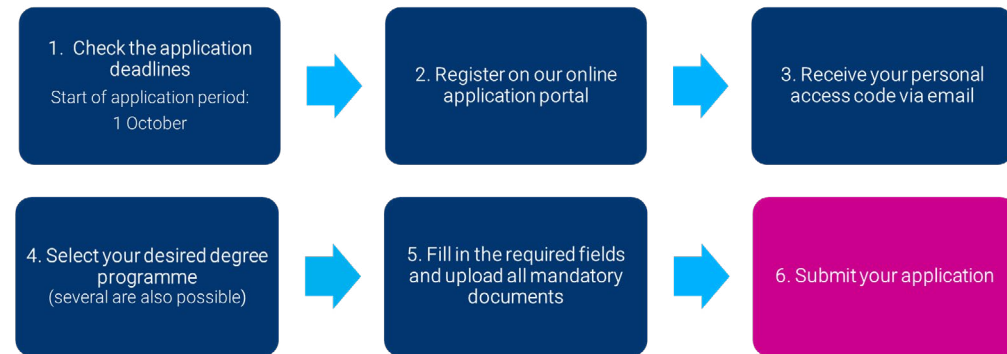 1. Check the application
deadlines
Start of application period:
1 October
2. Register on our online
application portal
3. Receive your personal
access code via email
4. Select your desired degree
programme
(several are also possible)
5. Fill in the required fields
and upload all mandatory
documents
6. Submit your application